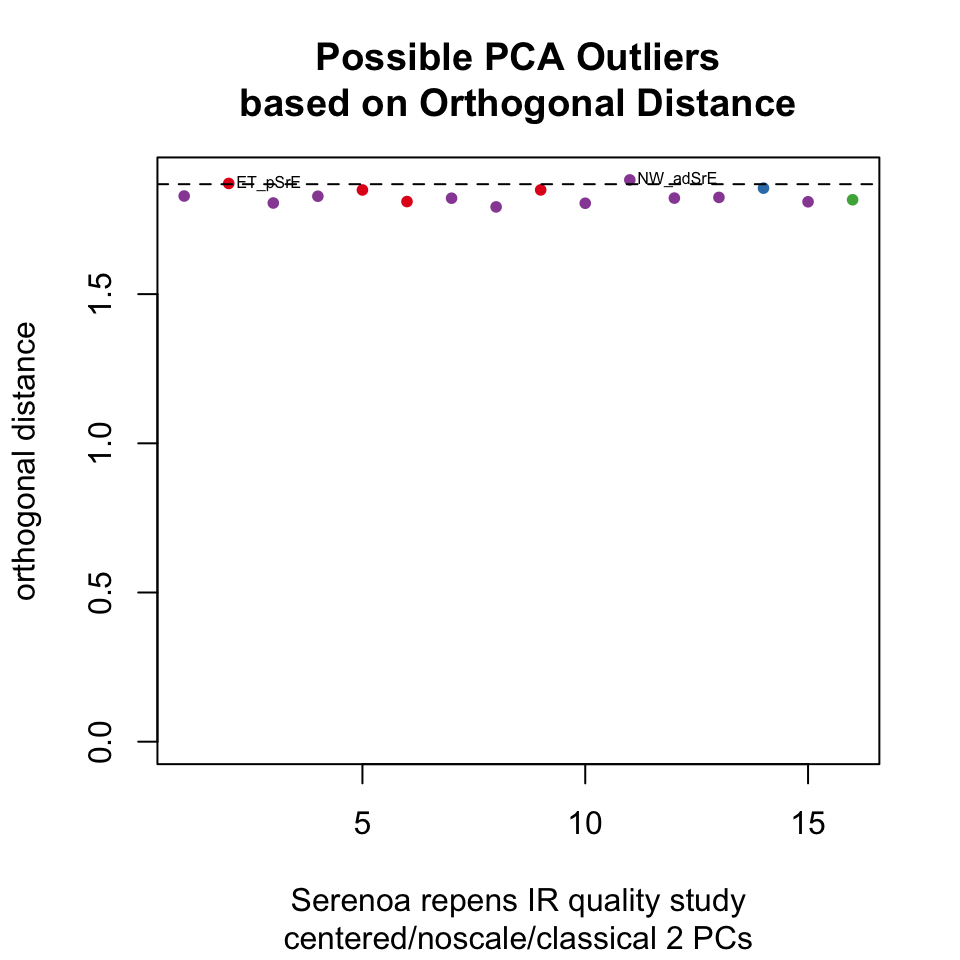 Possible PCA Outliers
based on Orthogonal Distance
ET_pSrE
NW_adSrE
orthogonal distance
1.5
1.0
0.5
0.0
5
10
15
Serenoa repens IR quality study
centered/noscale/classical 2 PCs